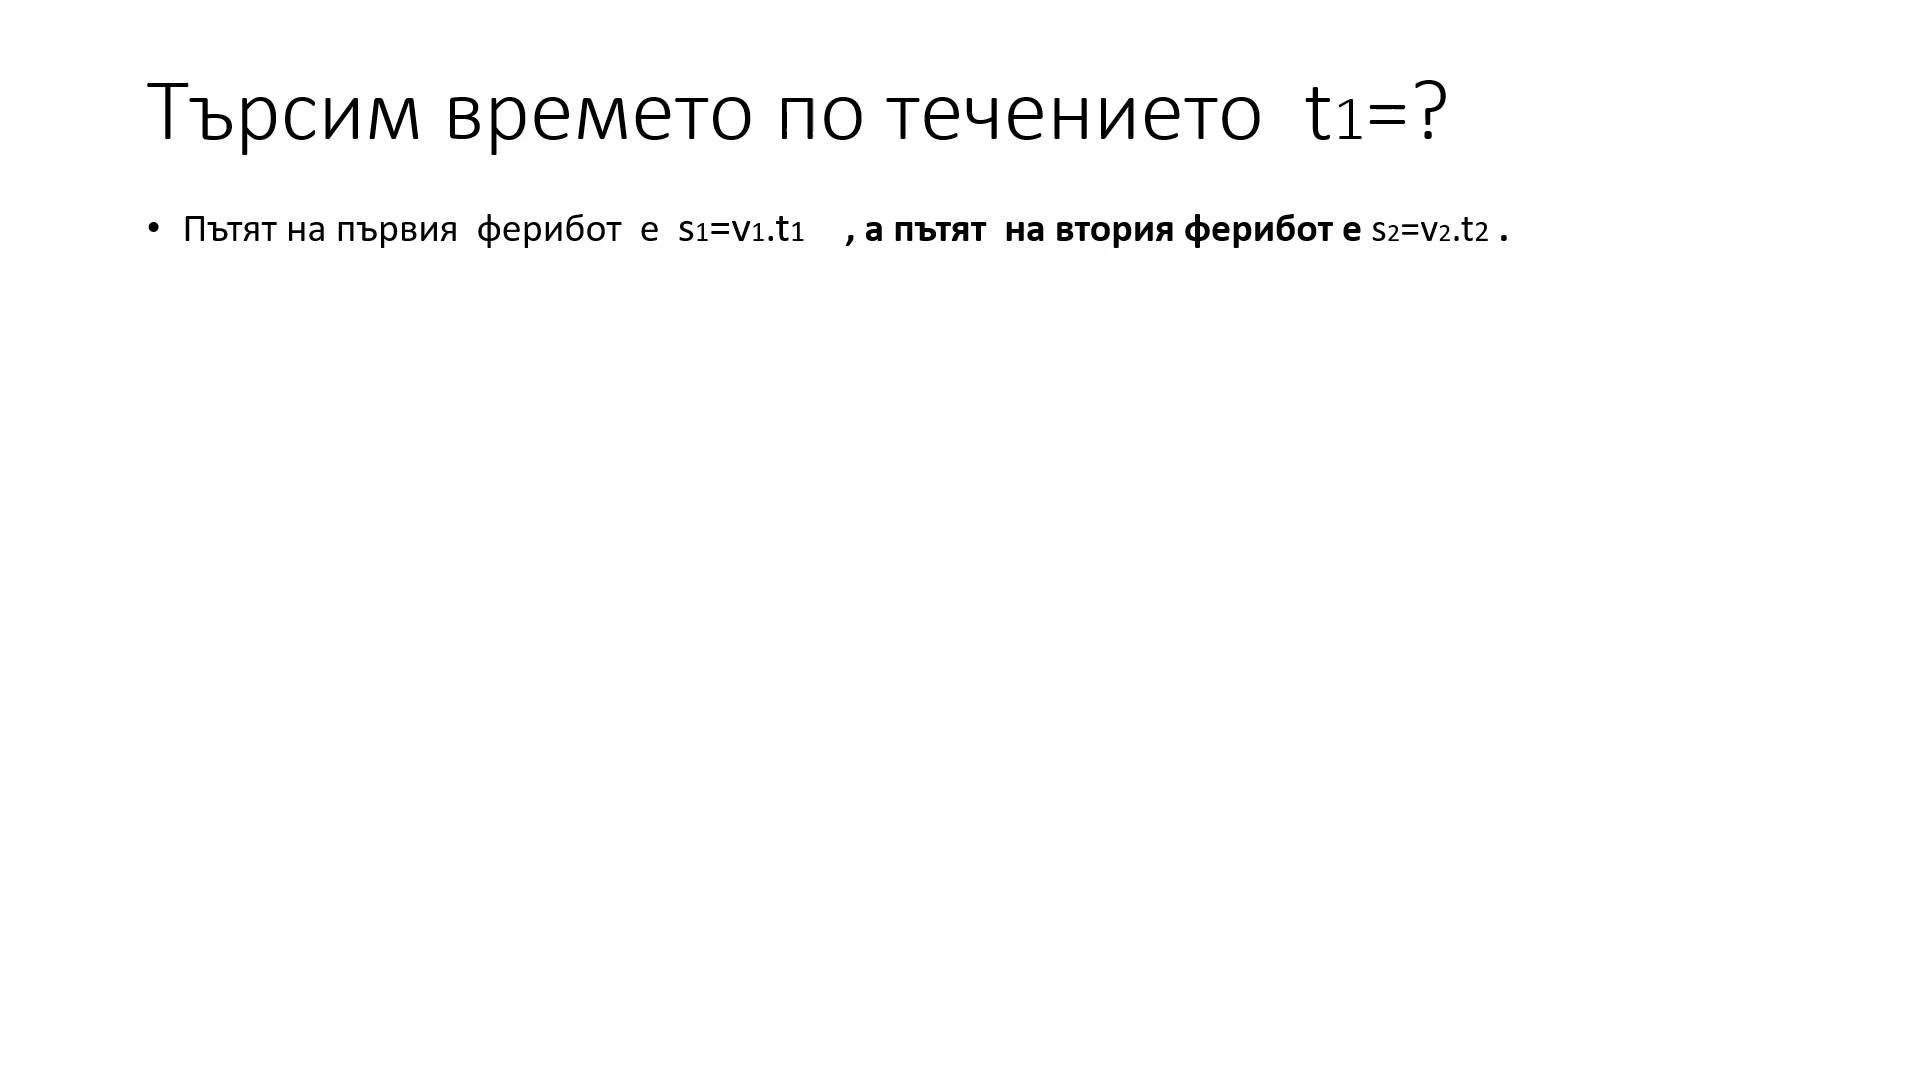 Търсим времето по течението t1=?
• Пътят на първия ферибот е s1=v1.t1 , а пътят на втория ферибот е s2=v2.t2 .